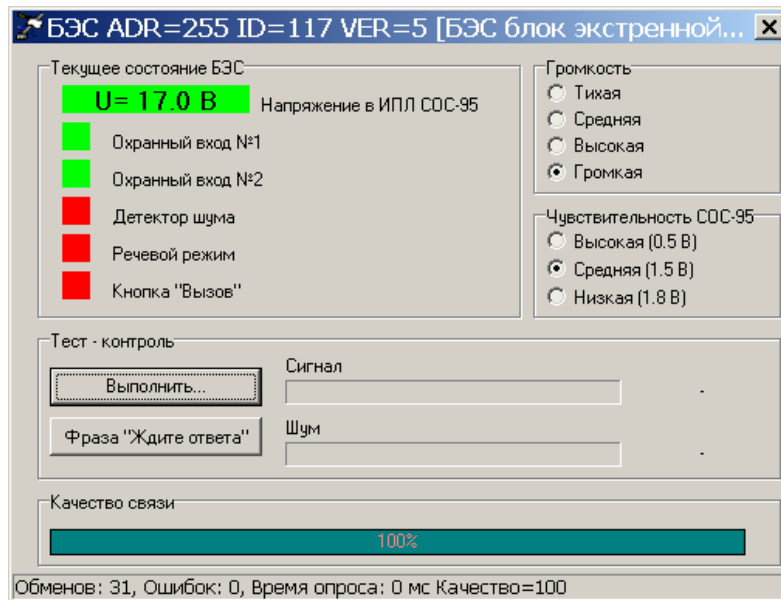 БЭС ADR=255 ID=117 VER=5 [БЭС блок экстренной...
Текущее состояние БЭС
U= 17.0 В
Напряжение в ИПЛ СОС-95
Охранный вход №1
Охранный вход №2
Детектор шума
Речевой режим
Кнопка "Вызов"
Громкость
Тихая
Средняя
Высокая
Громкая
Чувствительность СОС-95
Высокая (0.5 В)
Средняя (1.5 В)
Низкая (1.8 В)
Тест - контроль
Выполнить...
Сигнал
-
Фраза "Ждите ответа"
Шум
-
Качество связи
100%
Обменов: 31, Ошибок: 0, Время опроса: 0 мс Качество=100